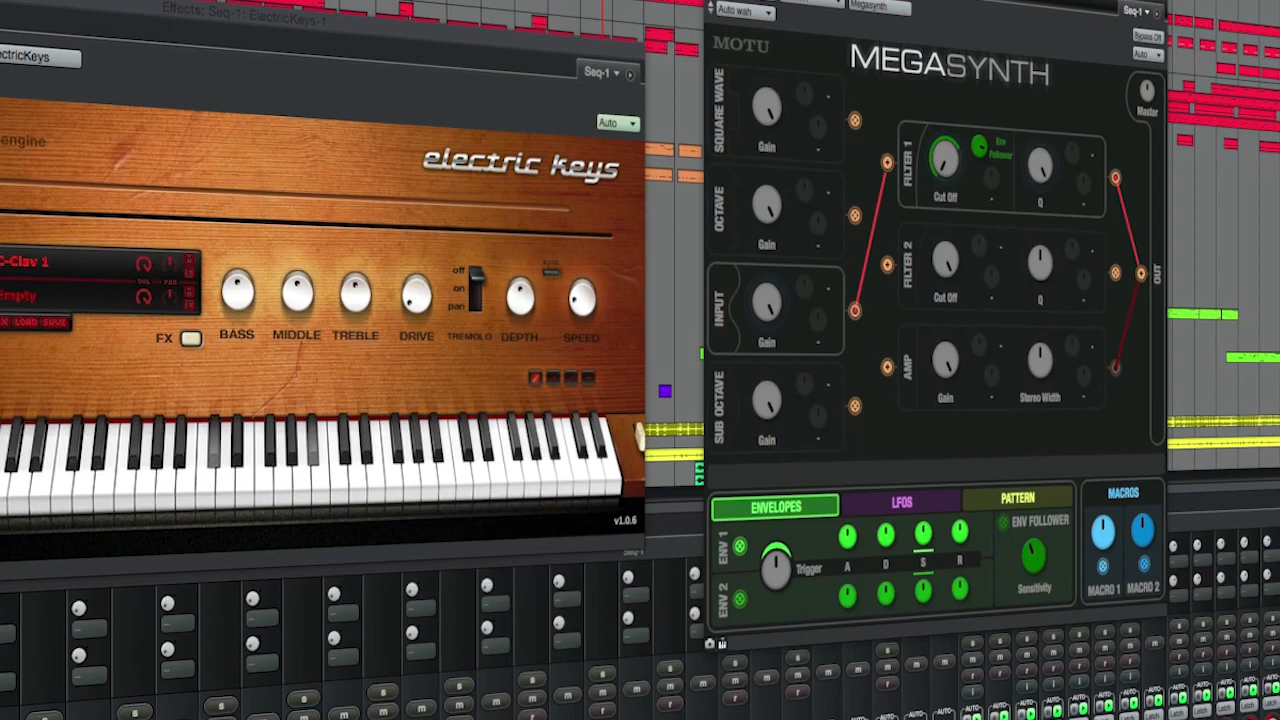 Effects: Seq-1: ElectricKeys-1
ctricKeys
Seq-1
Auto
engine
electric keys
C-Clav 1
VOL PAN
Empty
LOAD SAVE
FX
BASS
MIDDLE
TREBLE
DRIVE
off
on
pan
TREMOLO
DEPTH
SPEED
v1.0.6
Auto wah
Megasynth
Seq-1
Bypass Off
Auto
MOTU
MEGASYNTH
Master
SQUARE WAVE
Gain
OCTAVE
Gain
INPUT
Gain
SUB OCTAVE
Gain
FILTER 1
Cut Off
Env Follower
Q
FILTER 2
Cut Off
Q
AMP
Gain
Stereo Width
OUT
ENVELOPES
LFOS
PATTERN
MACROS
ENV 1
ENV 2
Trigger
A
D
S
R
ENV FOLLOWER
Sensitivity
MACRO 1
MACRO 2